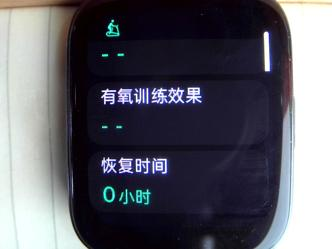 --
有氧训练效果
--
恢复时间
0小时